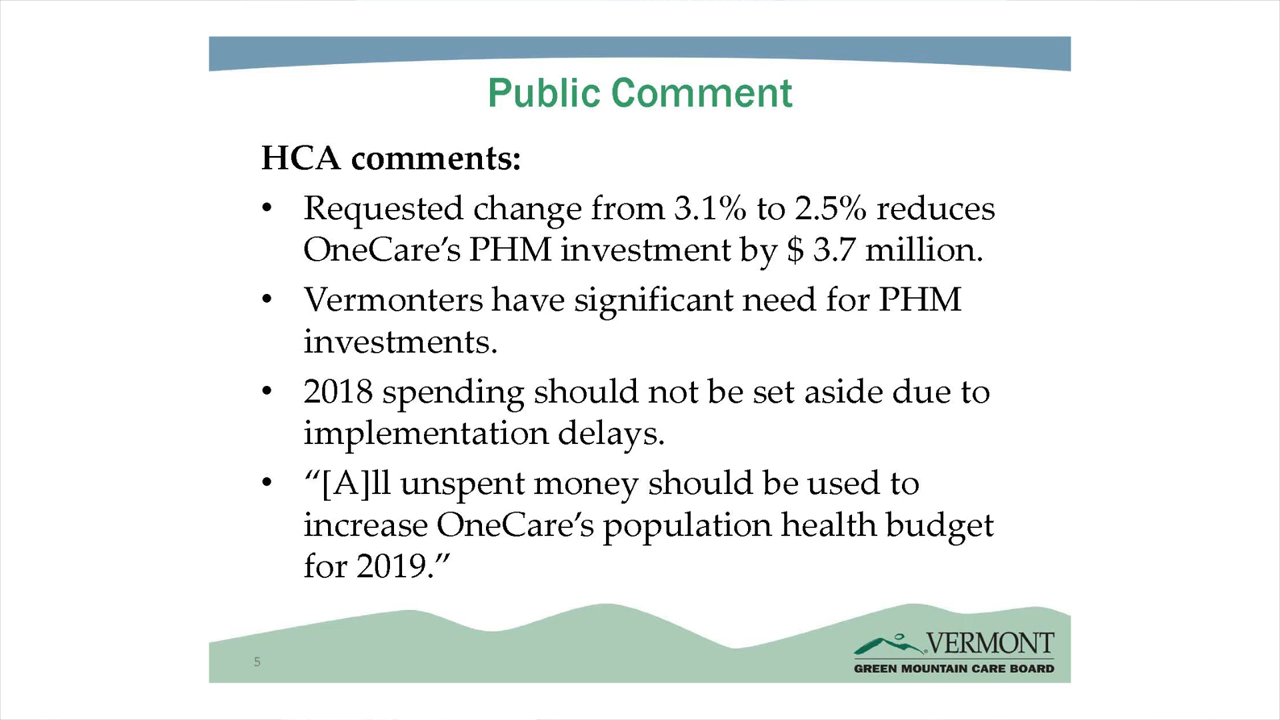 Public Comment
HCA comments:
• Requested change from 3.1% to 2.5% reduces
OneCare’s PHM investment by $ 3.7 million.
• Vermonters have significant need for PHM
investments.
• 2018 spending should not be set aside due to
implementation delays.
• “[A]ll unspent money should be used to
increase OneCare’s population health budget
for 2019.”
5
VERMONT
GREEN MOUNTAIN CARE BOARD